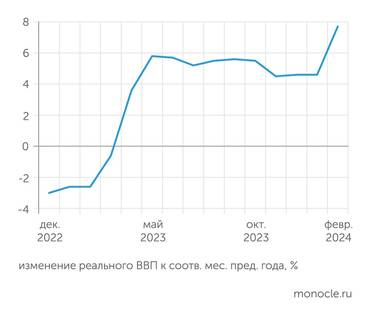 8
6
4
2
0
-2
-4
дек. май окт. февр.
2022 2023 2023 2024
изменение реального ВВП к соотв. мес. пред. года, %
monocle.ru